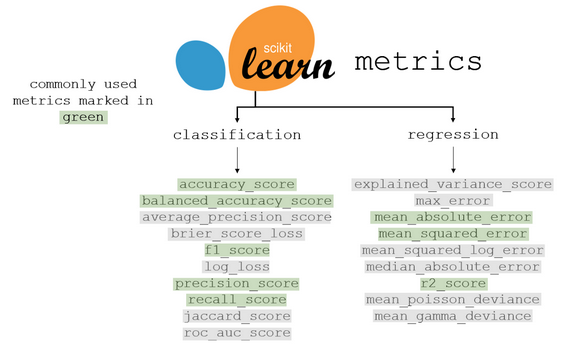 scikit
learn metrics
commonly used
metrics marked in
green
classification
accuracy_score
balanced_accuracy_score
average_precision_score
brier_score_loss
f1_score
log_loss
precision_score
recall_score
jaccard_score
roc_auc_score
regression
explained_variance_score
max_error
mean_absolute_error
mean_squared_error
mean_squared_log_error
median_absolute_error
r2_score
mean_poisson_deviance
mean_gamma_deviance